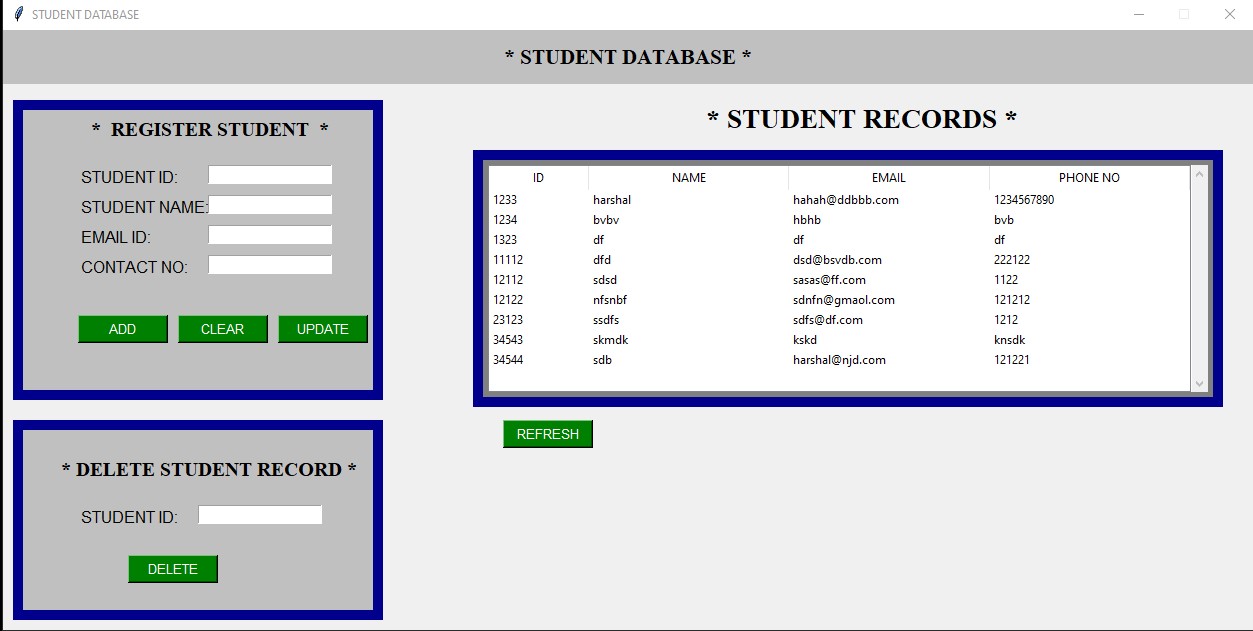 STUDENT DATABASE
* STUDENT DATABASE *
* REGISTER STUDENT *
STUDENT ID:
STUDENT NAME:
EMAIL ID:
CONTACT NO:
ADD CLEAR UPDATE
* DELETE STUDENT RECORD *
STUDENT ID:
DELETE
* STUDENT RECORDS *
ID NAME EMAIL PHONE NO
1233 harshal hahah@ddbbb.com 1234567890
1234 bvbv hbhb bvb
1323 df df df
11112 dfd dsd@bsvdb.com 222122
12112 sdsd sasas@ff.com 1122
12122 nfsnbf sdnfn@gmaol.com 121212
23123 ssdfs sdfs@df.com 1212
34543 skmdk kskd knsdk
34544 sdb harshal@njd.com 121221
REFRESH